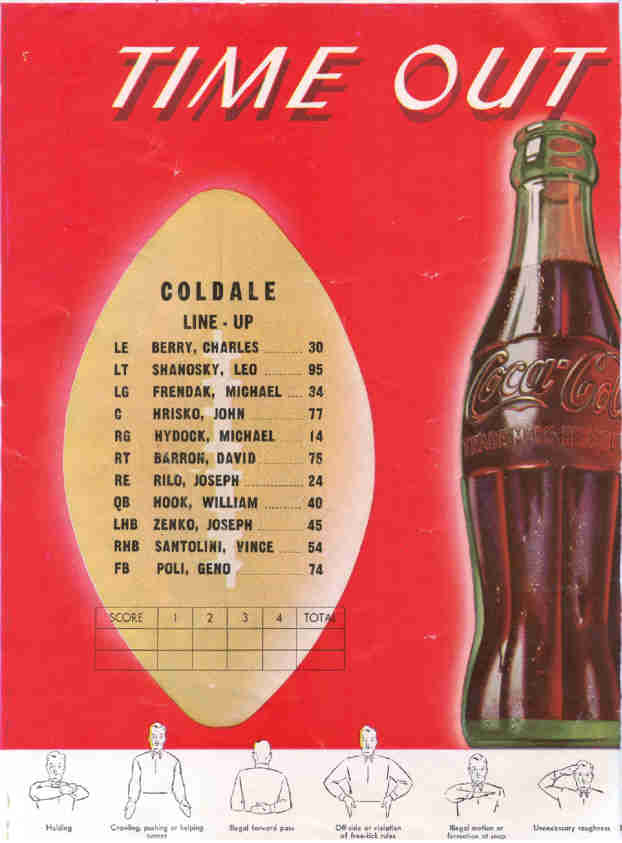 TIME OUT
COLDALE
LINE - UP
LE BERRY, CHARLES .......... 30
LT SHANOSKY, LEO .......... 95
LG FRENDAK, MICHAEL .... 34
C HRISKO, JOHN .......... 77
RG HYDOCK, MICHAEL .... 14
RT BARRON, DAVID .......... 75
RE RILO, JOSEPH .......... 24
QB HOOK, WILLIAM .......... 40
LHB ZENKO, JOSEPH .......... 45
RHB SANTOLINI, VINCE .... 54
FB POLI, GENO .......... 74
SCORE 1 2 3 4 TOTAL
Coca-Col
TRADE MARK
Holding
Crawling, pushing or helping
runner
Illegal forward pass
Off side or violation
of free-kick rules
Illegal motion or
formation at snap
Unnecessary roughness